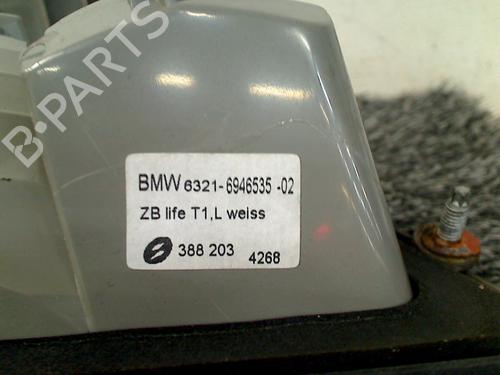 B-PARTS
BMW 6321-6946535-02
ZB life T1,L weiss
388 203
4268